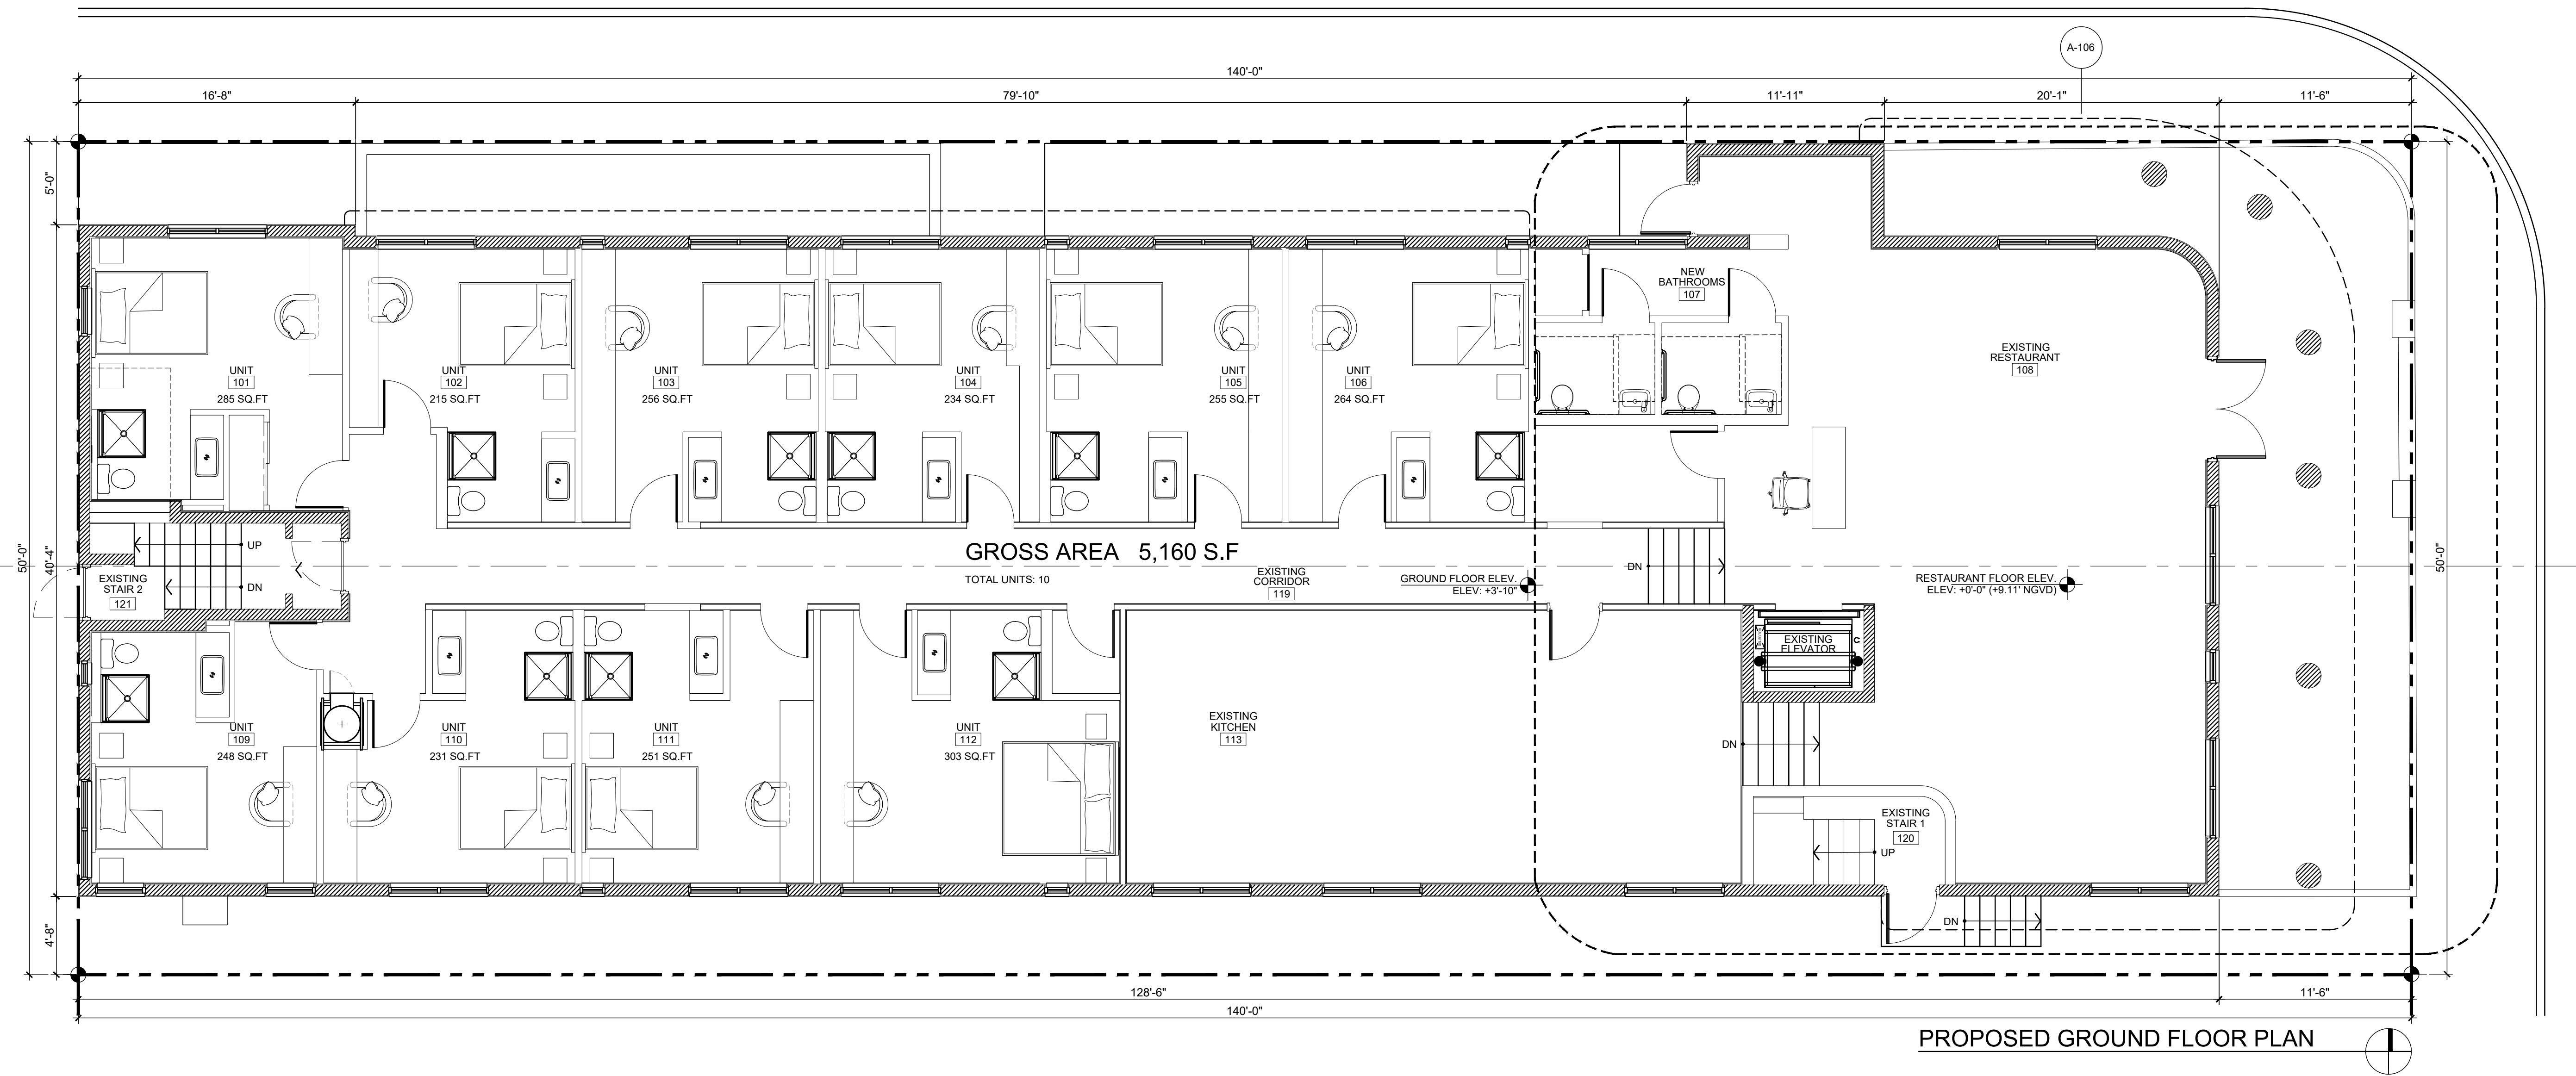 A-106
140'-0"
16'-8"
79'-10"
11'-11"
20'-1"
11'-6"
5'-0"
50'-0"
40'-4"
4'-8"
50'-0"
UNIT
101
285 SQ.FT
UNIT
102
215 SQ.FT
UNIT
103
256 SQ.FT
UNIT
104
234 SQ.FT
UNIT
105
255 SQ.FT
UNIT
106
264 SQ.FT
NEW
BATHROOMS
107
EXISTING
RESTAURANT
108
UP
DN
EXISTING
STAIR 2
121
GROSS AREA 5,160 S.F
TOTAL UNITS: 10
EXISTING
CORRIDOR
119
GROUND FLOOR ELEV.
ELEV: +3'-10"
DN
RESTAURANT FLOOR ELEV.
ELEV: +0'-0" (+9.11' NGVD)
EXISTING
ELEVATOR
UNIT
109
248 SQ.FT
UNIT
110
231 SQ.FT
UNIT
111
251 SQ.FT
UNIT
112
303 SQ.FT
EXISTING
KITCHEN
113
DN
EXISTING
STAIR 1
120
UP
DN
128'-6"
11'-6"
140'-0"
PROPOSED GROUND FLOOR PLAN